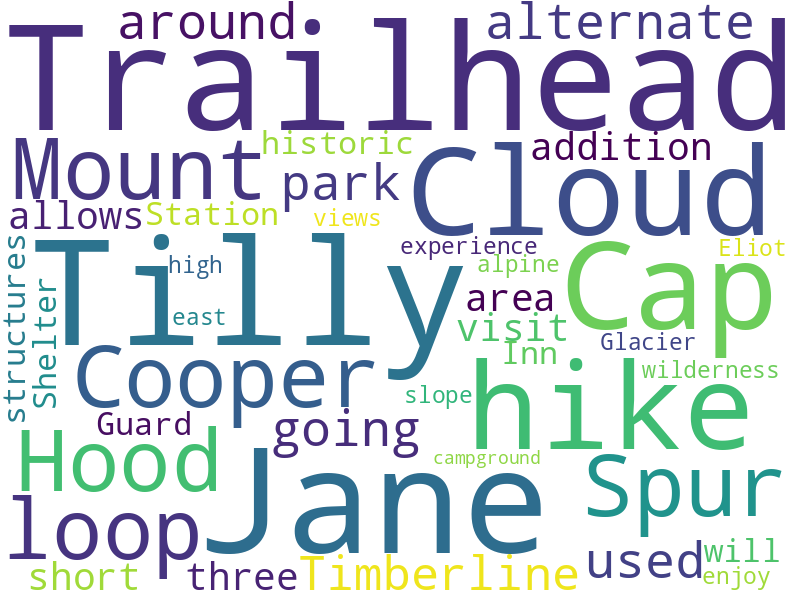 around
alternate
Trailhead
historic
addition
Mount
park
Cloud
allows
Station
views
Tilly
high
experience
Eliot
alpine
Cap
structures
Shelter
east
area
visit
Glacier
Inn
Cooper
hike
wilderness
slope
Guard
going
Hood
campground
Jane
Spur
loop
used
will
short
three
Timberline
enjoy